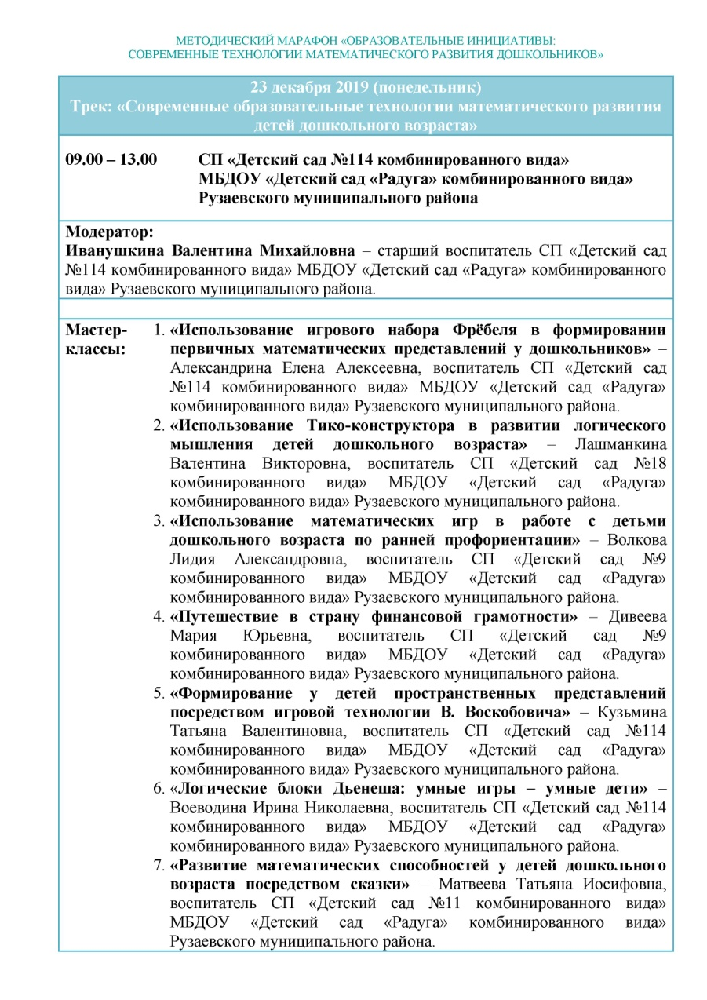 МЕТОДИЧЕСКИЙ МАРАФОН «ОБРАЗОВАТЕЛЬНЫЕ ИНИЦИАТИВЫ:
СОВРЕМЕННЫЕ ТЕХНОЛОГИИ МАТЕМАТИЧЕСКОГО РАЗВИТИЯ ДОШКОЛЬНИКОВ»
23 декабря 2019 (понедельник)
Трек: «Современные образовательные технологии математического развития
детей дошкольного возраста»
09.00 – 13.00 СП «Детский сад №114 комбинированного вида»
МБДОУ «Детский сад «Радуга» комбинированного вида»
Рузаевского муниципального района
Модератор:
Иванушкина Валентина Михайловна – старший воспитатель СП «Детский сад
№114 комбинированного вида» МБДОУ «Детский сад «Радуга» комбинированного
вида» Рузаевского муниципального района.
Мастер-
классы:
1. «Использование игрового набора Фрёбеля в формировании
первичных математических представлений у дошкольников» –
Александрина Елена Алексеевна, воспитатель СП «Детский сад
№114 комбинированного вида» МБДОУ «Детский сад «Радуга»
комбинированного вида» Рузаевского муниципального района.
2. «Использование Тико-конструктора в развитии логического
мышления детей дошкольного возраста» – Лашманкина
Валентина Викторовна, воспитатель СП «Детский сад №18
комбинированного вида» МБДОУ «Детский сад «Радуга»
комбинированного вида» Рузаевского муниципального района.
3. «Использование математических игр в работе с детьми
дошкольного возраста по ранней профориентации» – Волкова
Лидия Александровна, воспитатель СП «Детский сад №9
комбинированного вида» МБДОУ «Детский сад «Радуга»
комбинированного вида» Рузаевского муниципального района.
4. «Путешествие в страну финансовой грамотности» – Дивеева
Мария Юрьевна, воспитатель СП «Детский сад №9
комбинированного вида» МБДОУ «Детский сад «Радуга»
комбинированного вида» Рузаевского муниципального района.
5. «Формирование у детей пространственных представлений
посредством игровой технологии В. Воскобовича» – Кузьмина
Татьяна Валентиновна, воспитатель СП «Детский сад №114
комбинированного вида» МБДОУ «Детский сад «Радуга»
комбинированного вида» Рузаевского муниципального района.
6. «Логические блоки Дьенеша: умные игры – умные дети» –
Воеводина Ирина Николаевна, воспитатель СП «Детский сад №114
комбинированного вида» МБДОУ «Детский сад «Радуга»
комбинированного вида» Рузаевского муниципального района.
7. «Развитие математических способностей у детей дошкольного
возраста посредством сказки» – Матвеева Татьяна Иосифовна,
воспитатель СП «Детский сад №11 комбинированного вида»
МБДОУ «Детский сад «Радуга» комбинированного вида»
Рузаевского муниципального района.